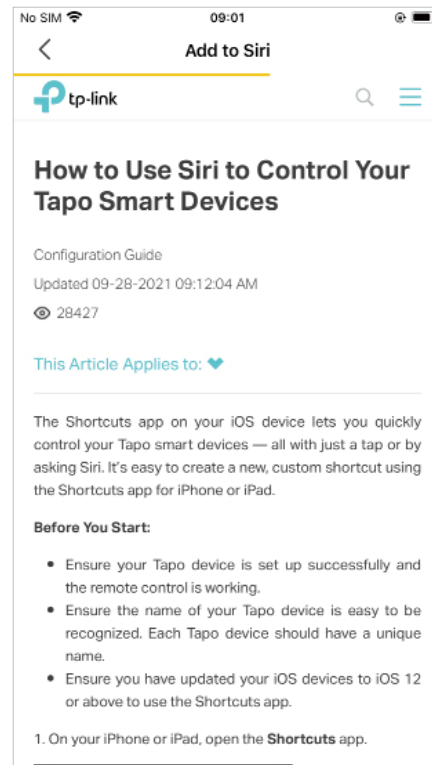 No SIM 09:01
Add to Siri
tp-link
How to Use Siri to Control Your
Tapo Smart Devices
Configuration Guide
Updated 09-28-2021 09:12:04 AM
28427
This Article Applies to:
The Shortcuts app on your iOS device lets you quickly
control your Tapo smart devices — all with just a tap or by
asking Siri. It's easy to create a new, custom shortcut using
the Shortcuts app for iPhone or iPad.
Before You Start:
• Ensure your Tapo device is set up successfully and
the remote control is working.
• Ensure the name of your Tapo device is easy to be
recognized. Each Tapo device should have a unique
name.
• Ensure you have updated your iOS devices to iOS 12
or above to use the Shortcuts app.
1. On your iPhone or iPad, open the Shortcuts app.